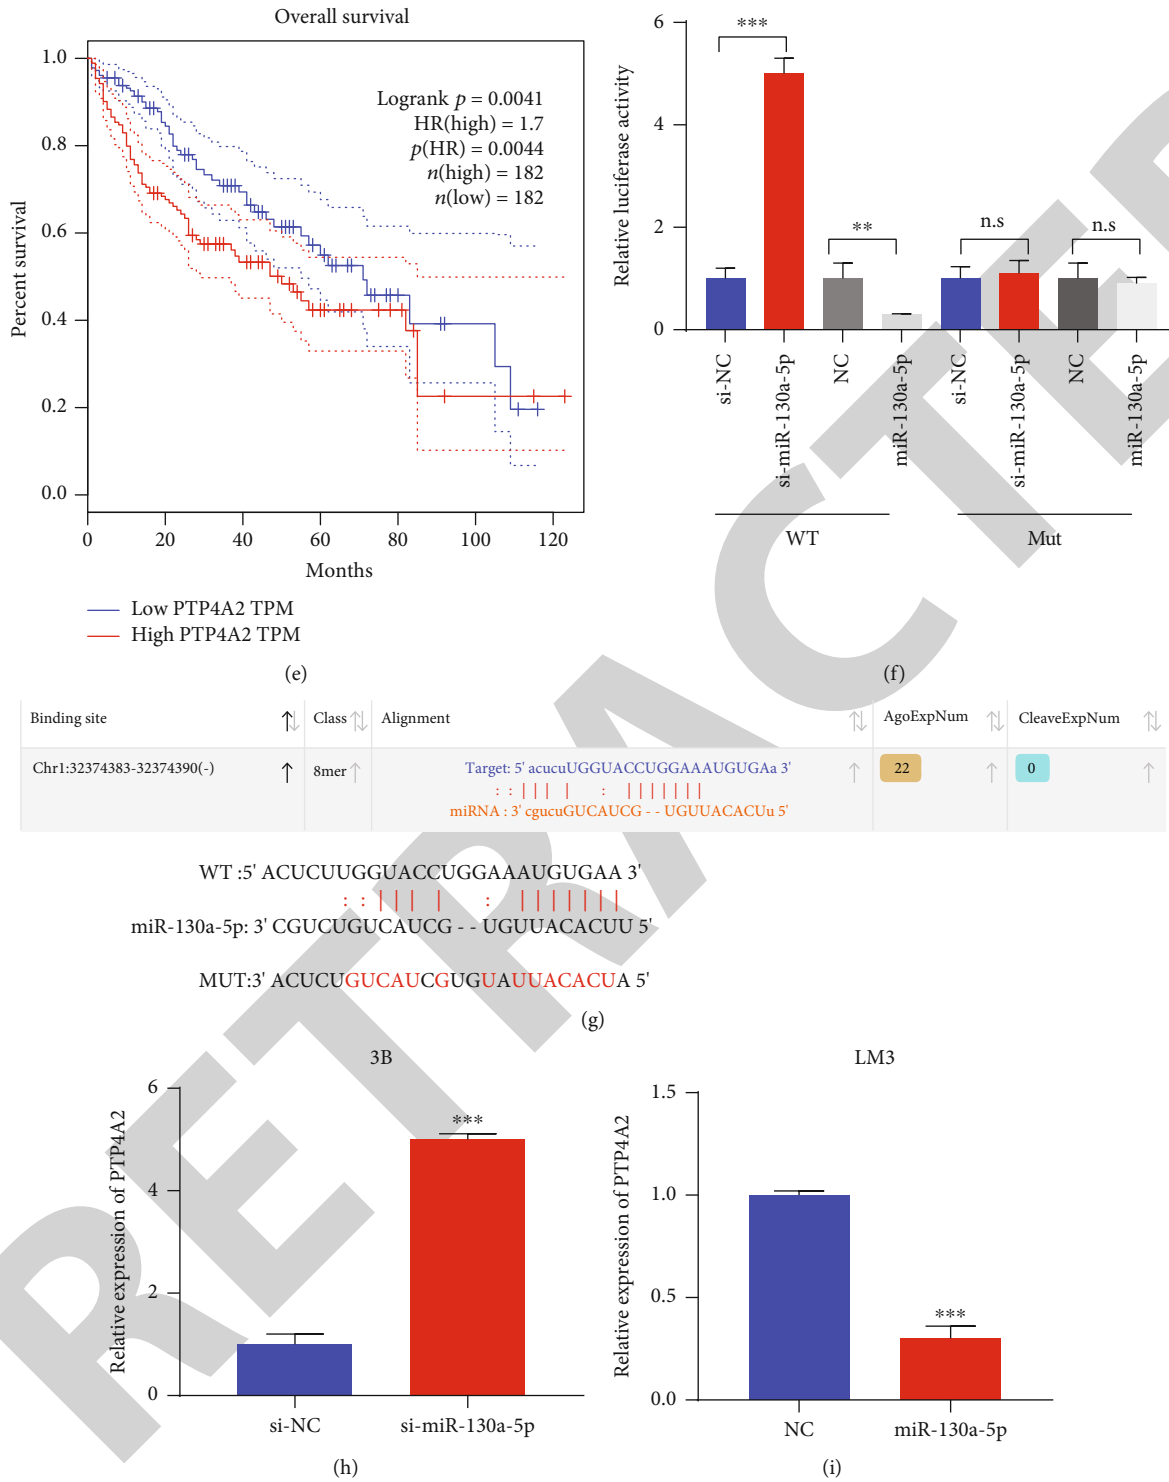 Overall survival
Percent survival
1.0
0.8
0.6
0.4
0.2
0.0
Logrank p = 0.0041
HR(high) = 1.7
p(HR) = 0.0044
n(high) = 182
n(low) = 182
0 20 40 60 80 100 120
Months
Low PTP4A2 TPM
High PTP4A2 TPM
(e)
Relative luciferase activity
6
4
2
0
***
**
n.s
n.s
si-NC
si-miR-130a-5p
NC
miR-130a-5p
si-NC
si-miR-130a-5p
NC
miR-130a-5p
WT Mut
(f)
Binding site Class Alignment AgoExpNum CleaveExpNum
Chr1:32374383-32374390(-) 8mer Target: 5' acucuUGGUACCUGGAAAUGUGAa 3' 22 0
miRNA : 3' cgucuGUCAUCG - - UGUUACACUu 5'
WT :5' ACUCUUGGUACCUGGAAAUGUGAA 3'
miR-130a-5p: 3' CGUCUGUCAUCG - - UGUUACACUU 5'
MUT:3' ACUCUGUCAUCGUGUAUUACACUA 5'
(g)
3B
Relative expression of PTP4A2
6
4
2
0
***
si-NC si-miR-130a-5p
(h)
LM3
Relative expression of PTP4A2
1.5
1.0
0.5
0.0
***
NC miR-130a-5p
(i)
RETRACTED